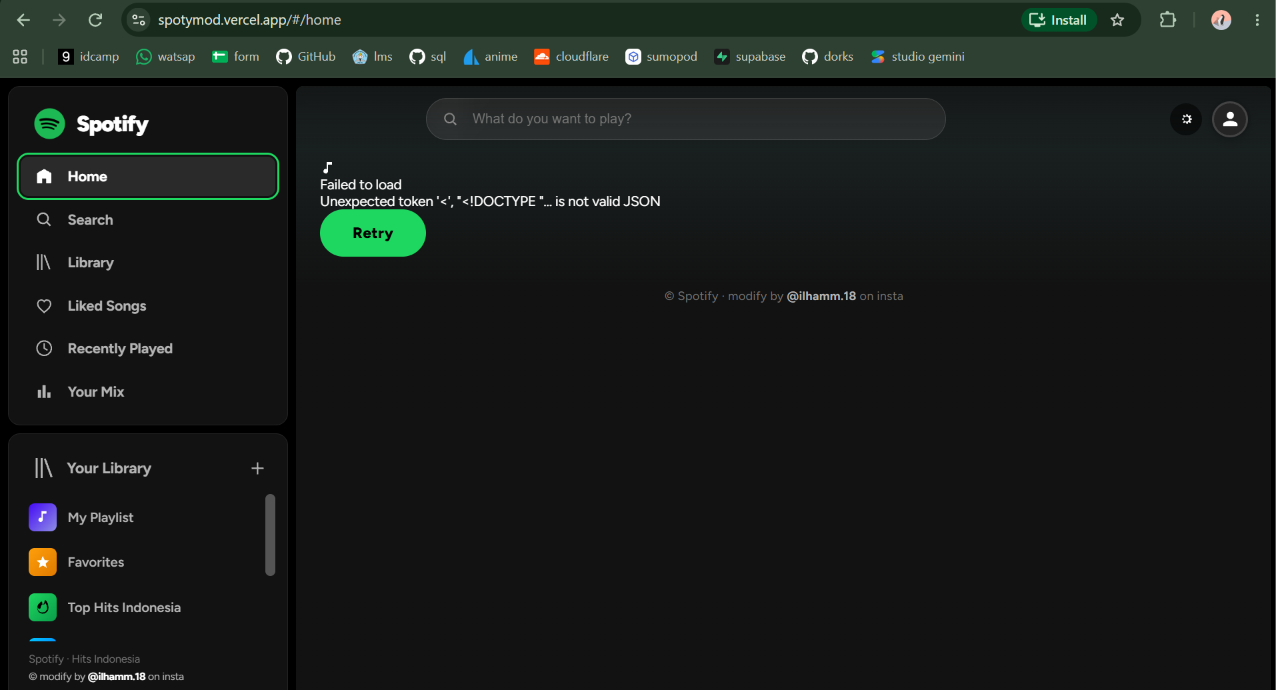 spotymod.vercel.app/#/home
Install
idcamp
watsap
form
GitHub
lms
sql
anime
cloudflare
sumopod
supabase
dorks
studio gemini
Spotify
Home
Search
Library
Liked Songs
Recently Played
Your Mix
Your Library
My Playlist
Favorites
Top Hits Indonesia
Spotify · Hits Indonesia
© modify by @ilhamm.18 on insta
What do you want to play?
Failed to load
Unexpected token '<', "<!DOCTYPE "... is not valid JSON
Retry
© Spotify · modify by @ilhamm.18 on insta